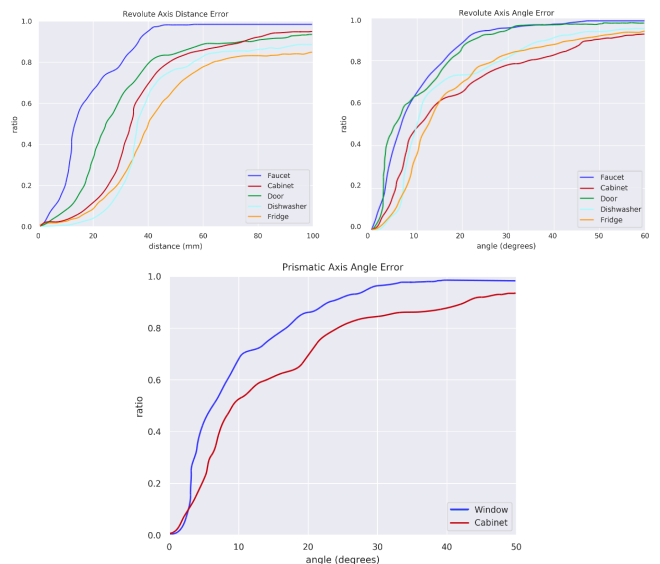 Revolute Axis Distance Error
1.0
0.8
0.6
0.4
0.2
0.0
ratio
0 20 40 60 80 100
distance (mm)
Faucet
Cabinet
Door
Dishwasher
Fridge
Revolute Axis Angle Error
1.0
0.8
0.6
0.4
0.2
0.0
ratio
0 10 20 30 40 50 60
angle (degrees)
Faucet
Cabinet
Door
Dishwasher
Fridge
Prismatic Axis Angle Error
1.0
0.8
0.6
0.4
0.2
0.0
ratio
0 10 20 30 40 50
angle (degrees)
Window
Cabinet